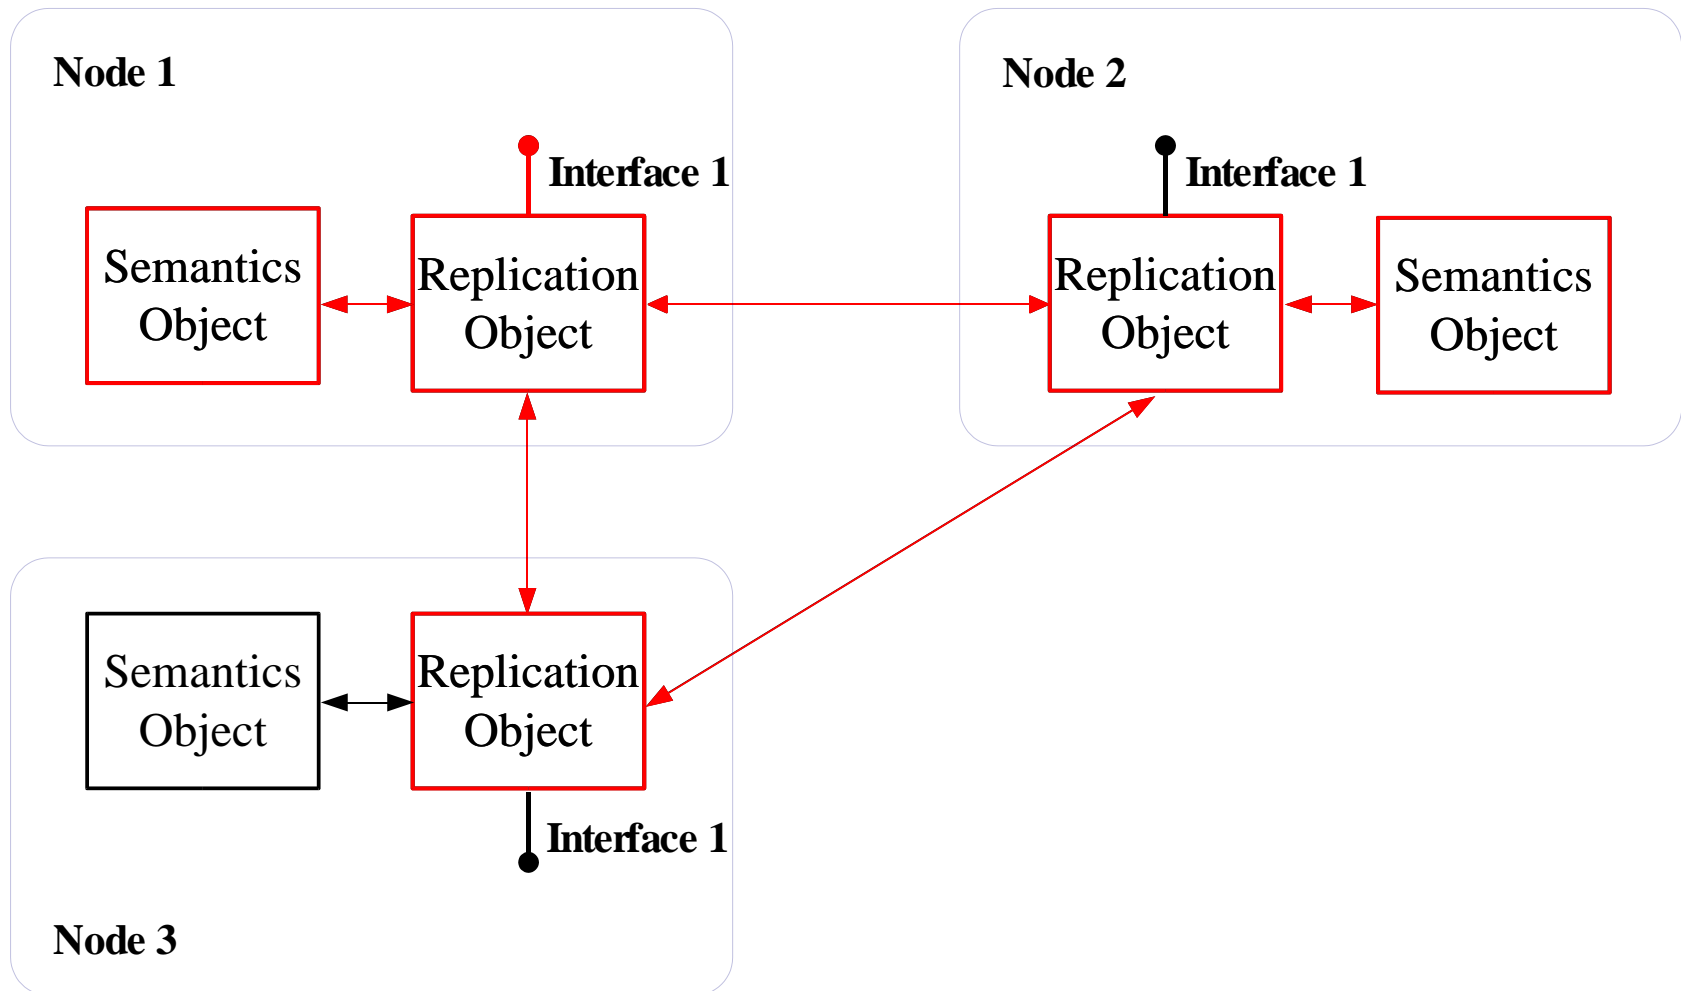 Node 1
Interface 1
Semantics
Object
Replication
Object
Node 2
Interface 1
Replication
Object
Semantics
Object
Semantics
Object
Replication
Object
Interface 1
Node 3